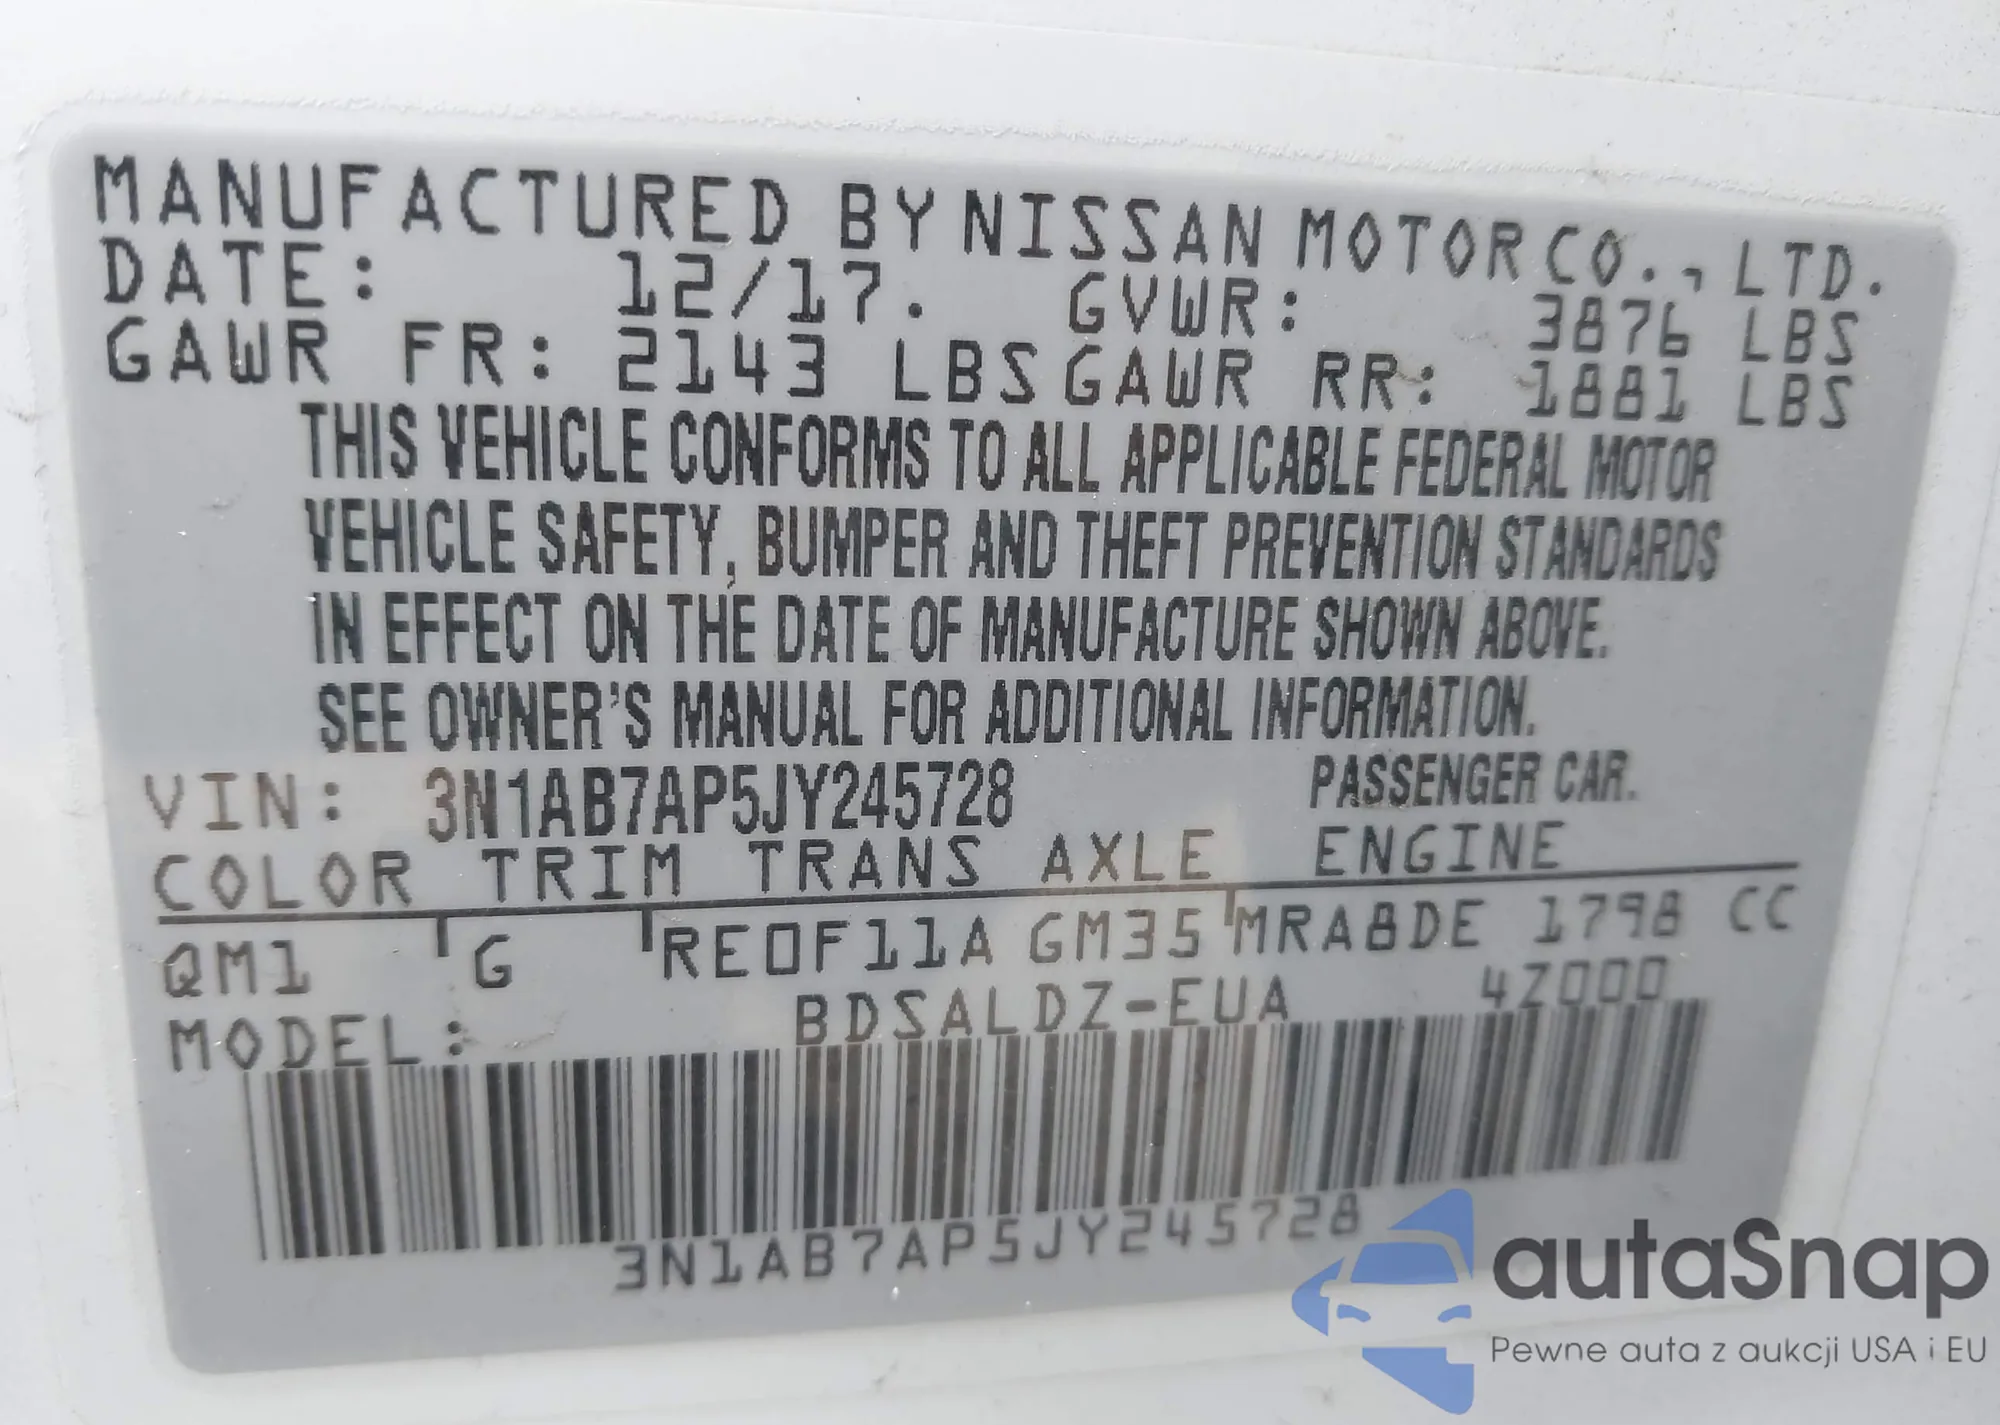 MANUFACTURED BY NISSAN MOTOR CO., LTD.
DATE: 12/17. GVWR: 3876 LBS
GAWR FR: 2143 LBS GAWR RR: 1881 LBS
THIS VEHICLE CONFORMS TO ALL APPLICABLE FEDERAL MOTOR
VEHICLE SAFETY, BUMPER AND THEFT PREVENTION STANDARDS
IN EFFECT ON THE DATE OF MANUFACTURE SHOWN ABOVE.
SEE OWNER'S MANUAL FOR ADDITIONAL INFORMATION.
VIN: 3N1AB7AP5JY245728 PASSENGER CAR.
COLOR TRIM TRANS AXLE ENGINE
QM1 G RE0F11A GM35 MRA8DE 1798 CC
MODEL: BDSALDZ-EUA 4Z000
3N1AB7AP5JY245728
autaSnap
Pewne auta z aukcji USA i EU